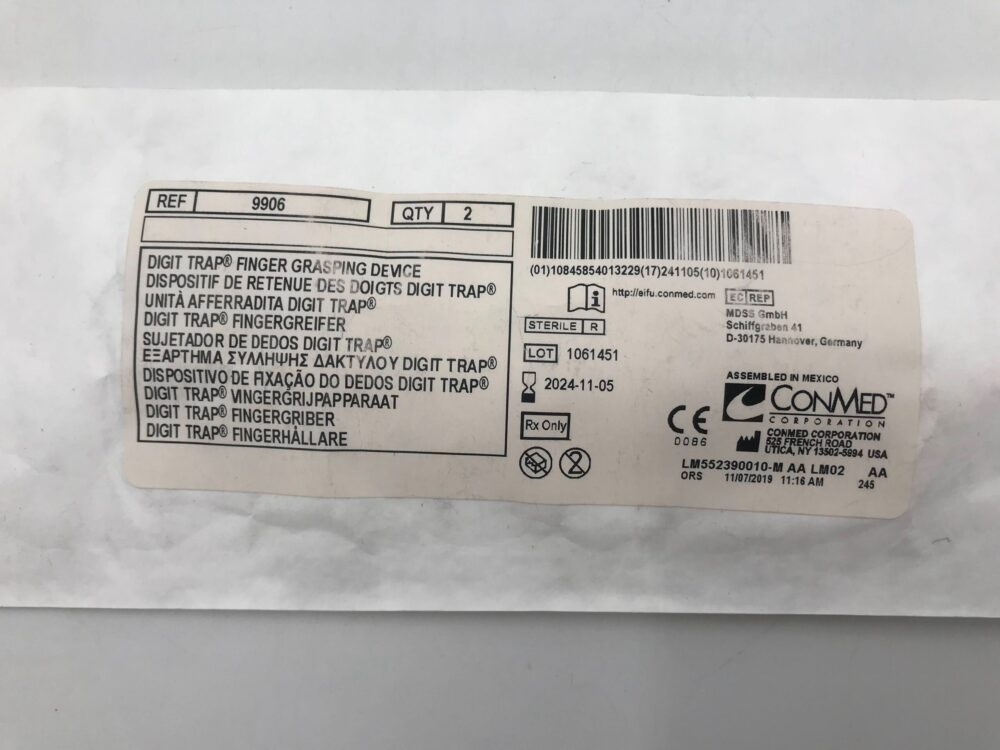 REF 9906
QTY 2
DIGIT TRAP® FINGER GRASPING DEVICE
DISPOSITIF DE RETENUE DES DOIGTS DIGIT TRAP®
UNITÀ AFFERRADITA DIGIT TRAP®
DIGIT TRAP® FINGERGREIFER
SUJETADOR DE DEDOS DIGIT TRAP®
ΕΞΑΡΤΗΜΑ ΣΥΛΛΗΨΗΣ ΔΑΚΤΥΛΟΥ DIGIT TRAP®
DISPOSITIVO DE FIXAÇÃO DO DEDOS DIGIT TRAP®
DIGIT TRAP® VINGERGRIJPAPPARAAT
DIGIT TRAP® FINGERGRIBER
DIGIT TRAP® FINGERHÅLLARE
(01)10845854013229(17)241105(10)1061451
i http://eifu.conmed.com
STERILE R
LOT 1061451
2024-11-05
Rx Only
2
EC REP
MDSS GmbH
Schiffgraben 41
D-30175 Hannover, Germany
ASSEMBLED IN MEXICO
CONMED™
CORPORATION
CE
0086
CONMED CORPORATION
525 FRENCH ROAD
UTICA, NY 13502-5894 USA
LM552390010-M AA LM02 AA
ORS 11/07/2019 11:16 AM 245